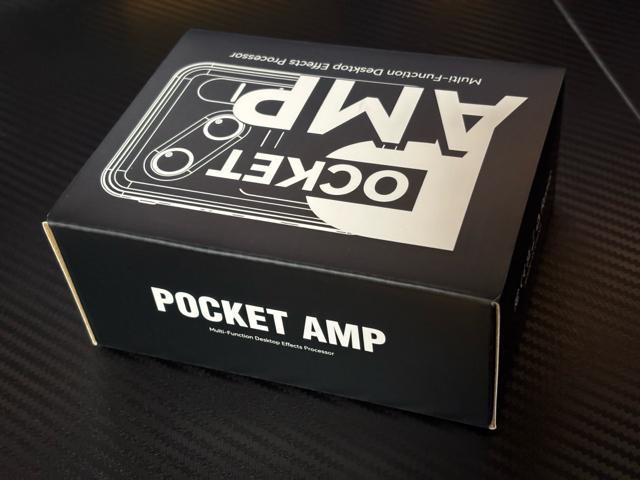 POCKET
AMP
Multi-Function Desktop Effects Processor
POCKET AMP
Multi-Function Desktop Effects Processor